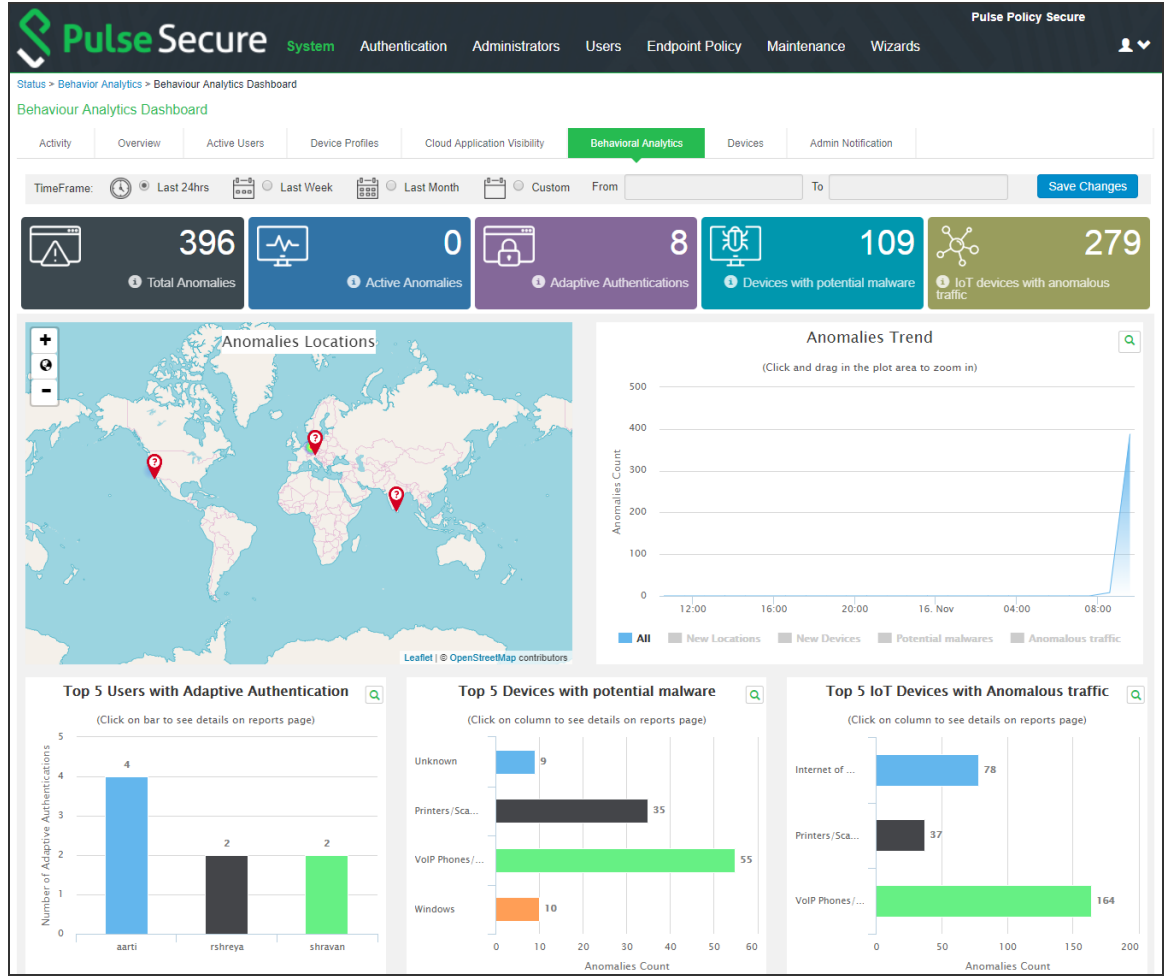 Pulse Secure
Pulse Policy Secure
System Authentication Administrators Users Endpoint Policy Maintenance Wizards
Status > Behavior Analytics > Behaviour Analytics Dashboard
Behaviour Analytics Dashboard
Activity Overview Active Users Device Profiles Cloud Application Visibility Behavioral Analytics Devices Admin Notification
TimeFrame: Last 24hrs Last Week Last Month Custom From To Save Changes
396
Total Anomalies
0
Active Anomalies
8
Adaptive Authentications
109
Devices with potential malware
279
IoT devices with anomalous
traffic
+
−
Anomalies Locations
?
?
?
Leaflet | © OpenStreetMap contributors
Anomalies Trend
(Click and drag in the plot area to zoom in)
Anomalies Count
500
400
300
200
100
0
12:00 16:00 20:00 16. Nov 04:00 08:00
All New Locations New Devices Potential malwares Anomalous traffic
Top 5 Users with Adaptive Authentication
(Click on bar to see details on reports page)
Number of Adaptive Authentications
5
4
3
2
1
0
4
2
2
aarti rshreya shravan
Top 5 Devices with potential malware
(Click on column to see details on reports page)
Unknown 9
Printers/Sca... 35
VoIP Phones/... 55
Windows 10
0 10 20 30 40 50 60
Anomalies Count
Top 5 IoT Devices with Anomalous traffic
(Click on column to see details on reports page)
Internet of ... 78
Printers/Sca... 37
VoIP Phones/... 164
0 50 100 150 200
Anomalies Count